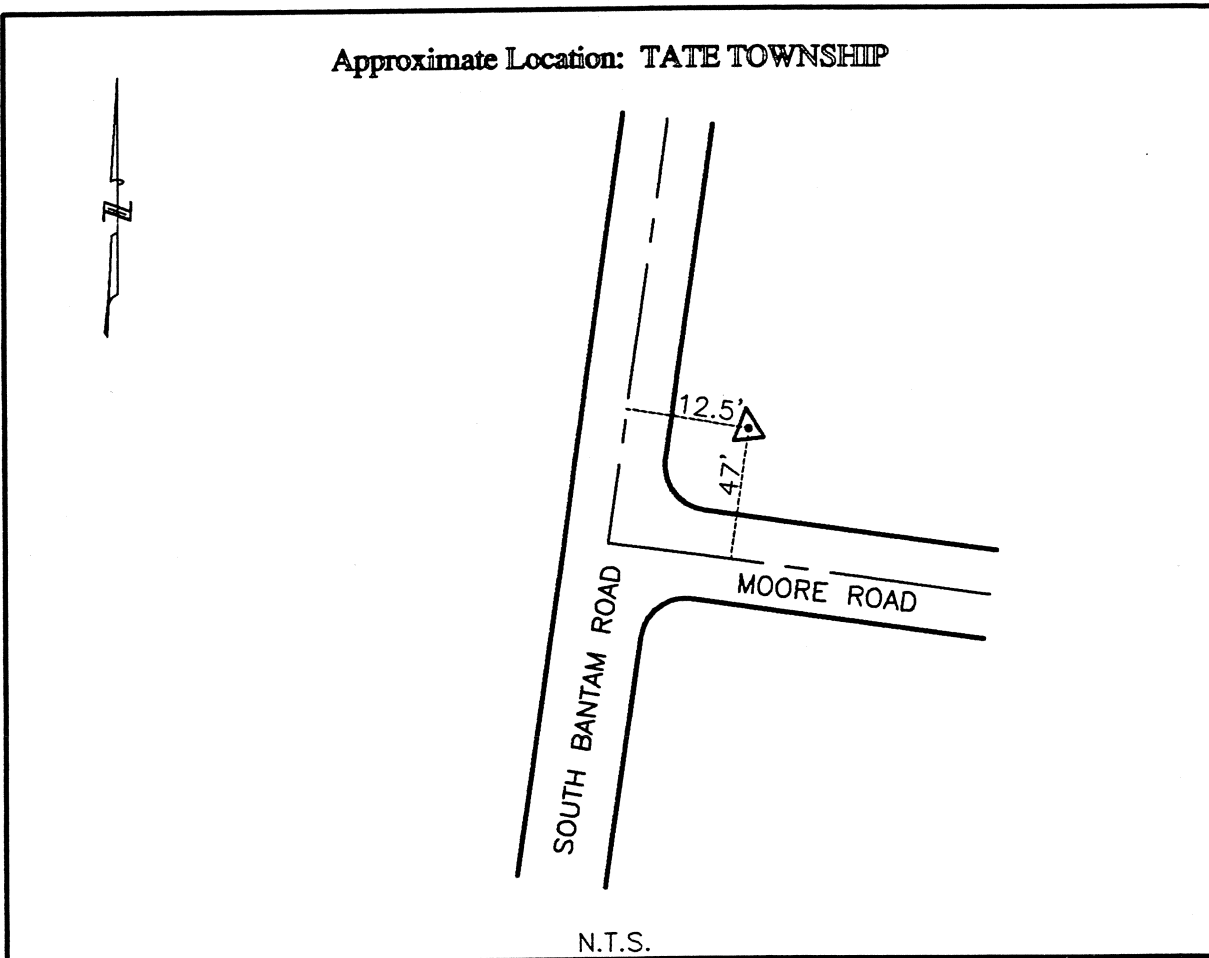 Approximate Location: TATE TOWNSHIP
N
12.5'
47'
MOORE ROAD
SOUTH BANTAM ROAD
N.T.S.